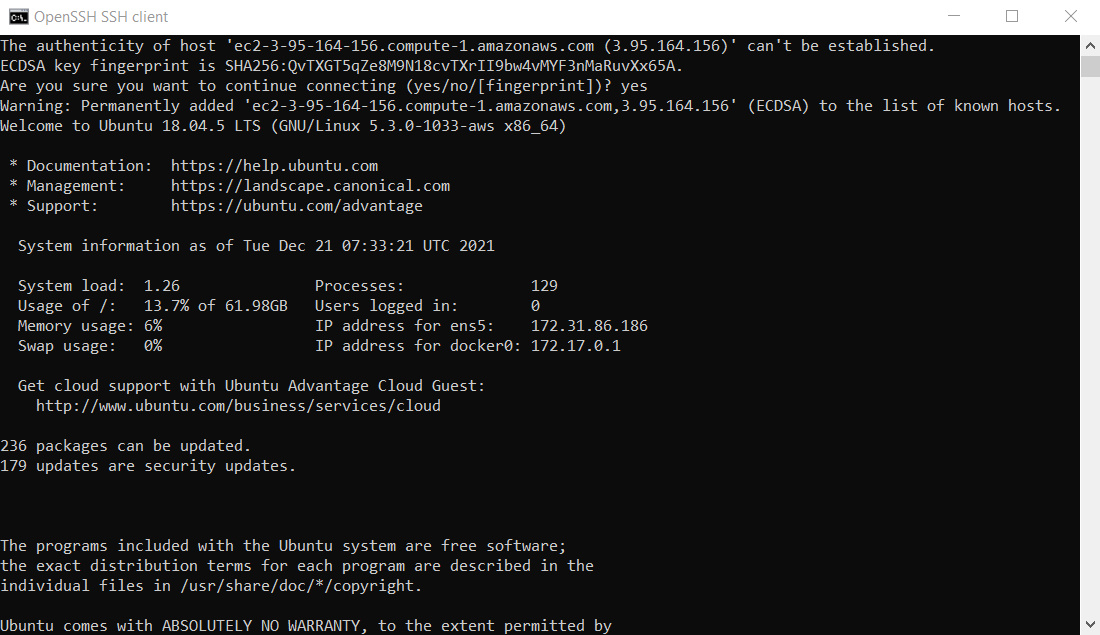 OpenSSH SSH client
The authenticity of host 'ec2-3-95-164-156.compute-1.amazonaws.com (3.95.164.156)' can't be established.
ECDSA key fingerprint is SHA256:QvTXGT5qZe8M9N18cvTXrII9bw4vMYF3nMaRuvXx65A.
Are you sure you want to continue connecting (yes/no/[fingerprint])? yes
Warning: Permanently added 'ec2-3-95-164-156.compute-1.amazonaws.com,3.95.164.156' (ECDSA) to the list of known hosts.
Welcome to Ubuntu 18.04.5 LTS (GNU/Linux 5.3.0-1033-aws x86_64)
* Documentation:  https://help.ubuntu.com
* Management:     https://landscape.canonical.com
* Support:        https://ubuntu.com/advantage
System information as of Tue Dec 21 07:33:21 UTC 2021
System load:  1.26               Processes:              129
Usage of /:   13.7% of 61.98GB   Users logged in:        0
Memory usage: 6%                 IP address for ens5:    172.31.86.186
Swap usage:   0%                 IP address for docker0: 172.17.0.1
Get cloud support with Ubuntu Advantage Cloud Guest:
http://www.ubuntu.com/business/services/cloud
236 packages can be updated.
179 updates are security updates.
The programs included with the Ubuntu system are free software;
the exact distribution terms for each program are described in the
individual files in /usr/share/doc/*/copyright.
Ubuntu comes with ABSOLUTELY NO WARRANTY, to the extent permitted by